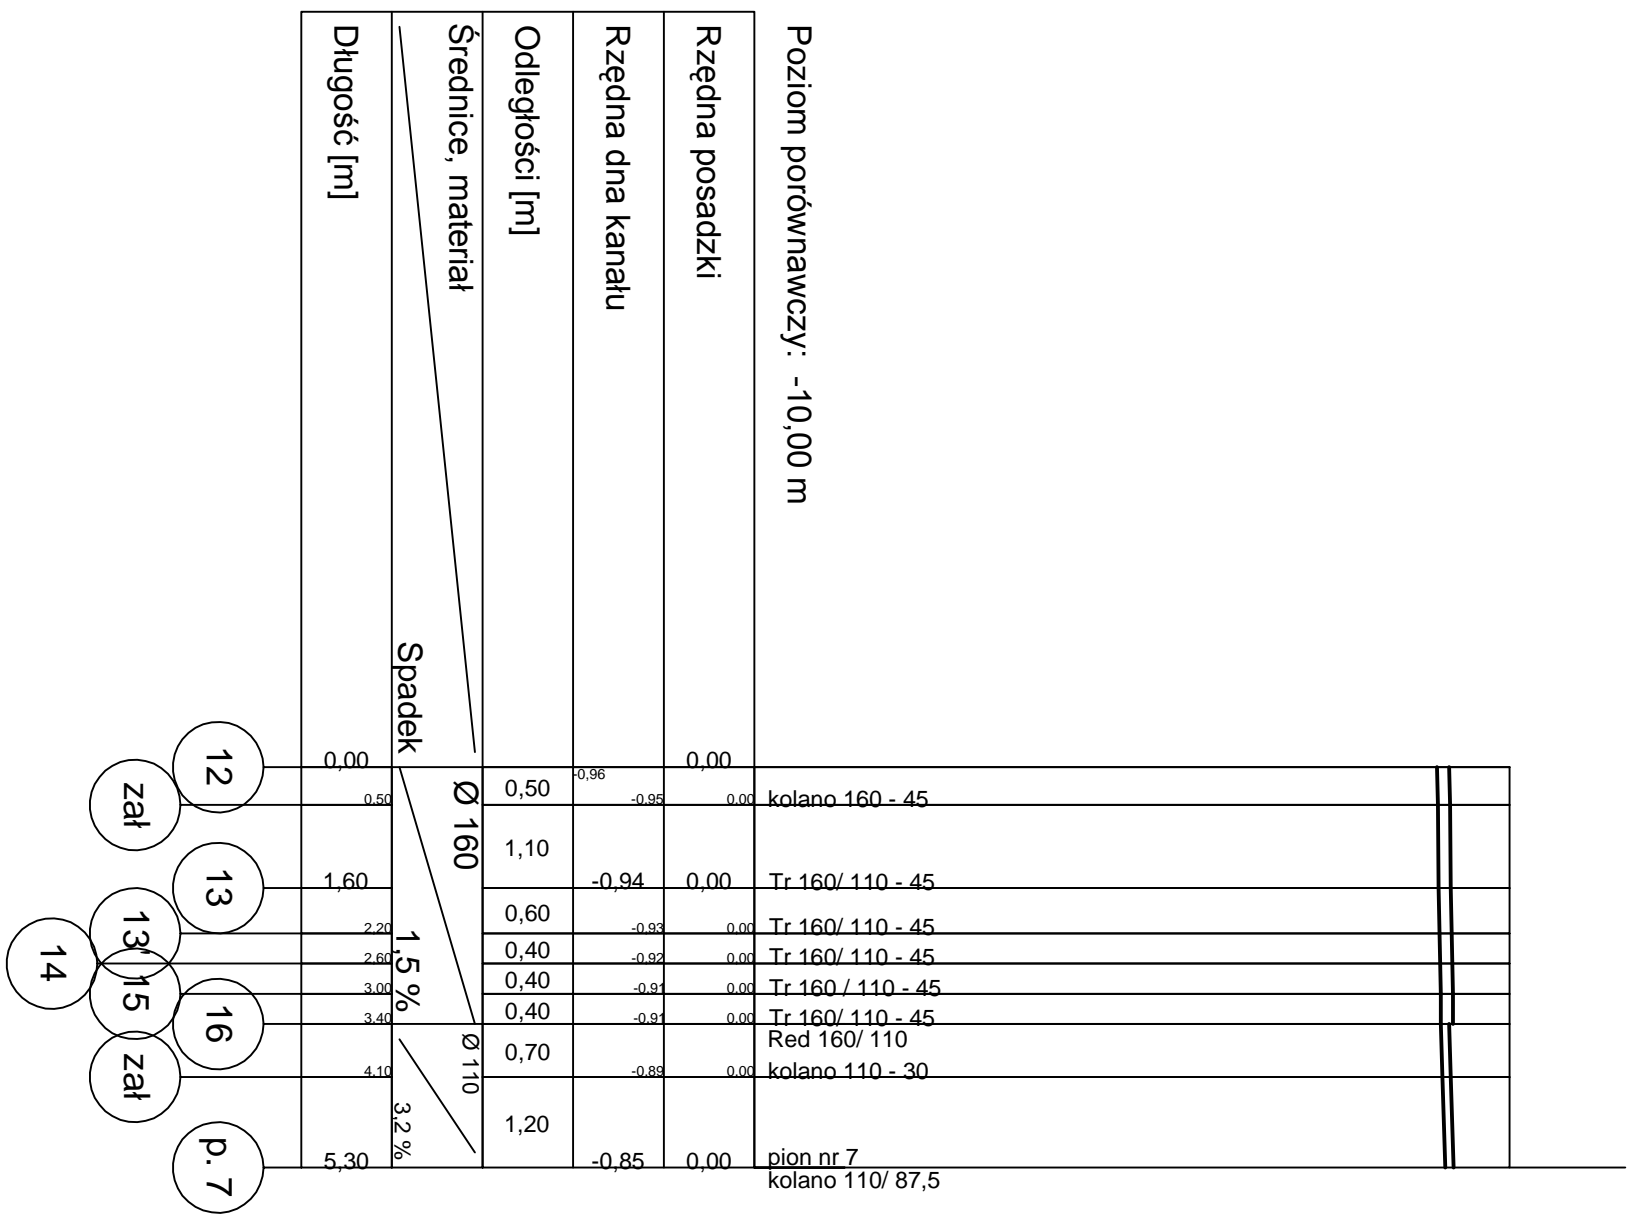 Poziom porównawczy: -10,00 m
Rzędna posadzki
Rzędna dna kanału
Odległości [m]
Średnice, materiał
Spadek
Długość [m]
0,00
0,00
0,00
0,00
0,00
0,00
0,00
0,00
0,00
-0,96
-0,95
-0,94
-0,93
-0,92
-0,91
-0,91
-0,89
-0,85
0,50
1,10
0,60
0,40
0,40
0,40
0,70
1,20
Ø 160
1,5 %
Ø 110
3,2 %
0,00
0,50
1,60
2,20
2,60
3,00
3,40
4,10
5,30
12
zał
13
13'
14
15
16
zał
p. 7
kolano 160 - 45
Tr 160/ 110 - 45
Tr 160/ 110 - 45
Tr 160/ 110 - 45
Tr 160 / 110 - 45
Tr 160/ 110 - 45
Red 160/ 110
kolano 110 - 30
pion nr 7
kolano 110/ 87,5